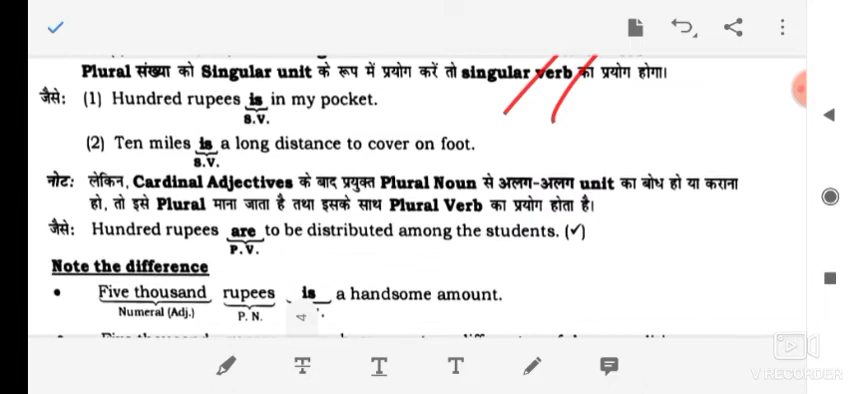 Plural संख्या को Singular unit के रूप में प्रयोग करें तो singular verb का प्रयोग होगा।
जैसे: (1) Hundred rupees is in my pocket.
S.V.
(2) Ten miles is a long distance to cover on foot.
S.V.
नोट: लेकिन, Cardinal Adjectives के बाद प्रयुक्त Plural Noun से अलग-अलग unit का बोध हो या कराना
हो, तो इसे Plural माना जाता है तथा इसके साथ Plural Verb का प्रयोग होता है।
जैसे: Hundred rupees are to be distributed among the students. (✓)
P.V.
Note the difference
• Five thousand rupees is a handsome amount.
Numeral (Adj.) P. N.
T T T
V RECORDER